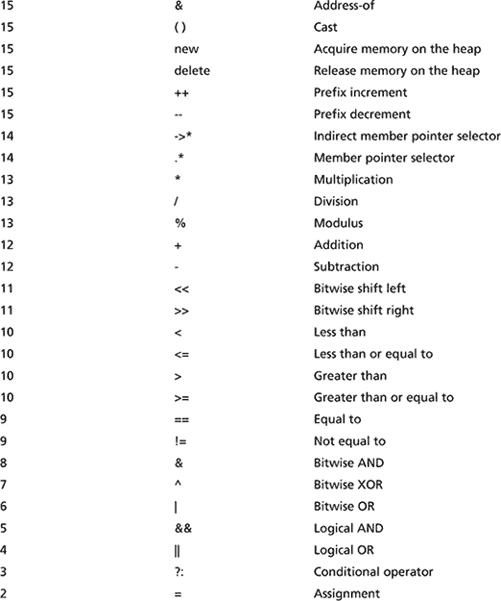 15 & Address-of
15 ( ) Cast
15 new Acquire memory on the heap
15 delete Release memory on the heap
15 ++ Prefix increment
15 -- Prefix decrement
14 ->* Indirect member pointer selector
14 .* Member pointer selector
13 * Multiplication
13 / Division
13 % Modulus
12 + Addition
12 - Subtraction
11 << Bitwise shift left
11 >> Bitwise shift right
10 < Less than
10 <= Less than or equal to
10 > Greater than
10 >= Greater than or equal to
9 == Equal to
9 != Not equal to
8 & Bitwise AND
7 ^ Bitwise XOR
6 | Bitwise OR
5 && Logical AND
4 || Logical OR
3 ?: Conditional operator
2 = Assignment